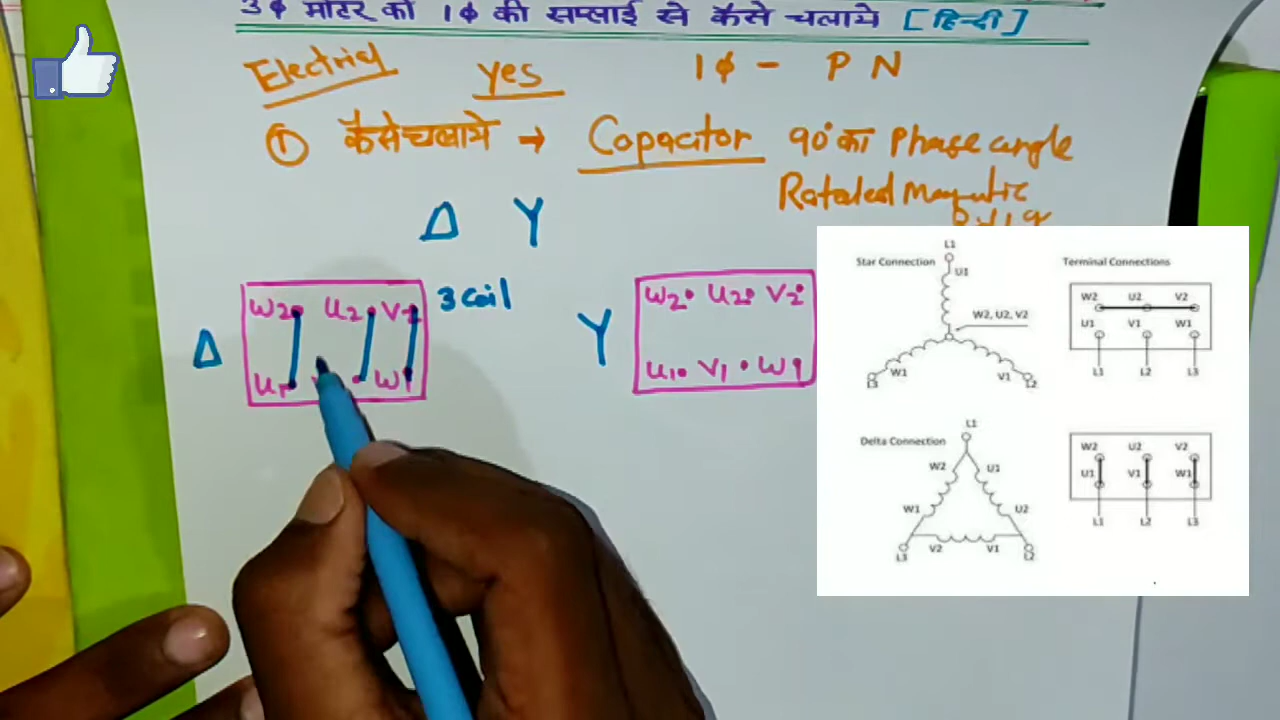 3ϕ मोटर को 1ϕ की सप्लाई से कैसे चलाये [हिन्दी]
Electricl yes 1ϕ - P N
① कैसे चलाये → Copacitor 90° का Phase angle
Rotated Magnetic
Δ Y
Δ
W2 U2 V2
U1 W1
3 Coil
Y
W2 U2 V2
U1 V1 W1
Star Connection
L1
U1
W2, U2, V2
W1
V1
L3
L2
Terminal Connections
W2 U2 V2
U1 V1 W1
L1 L2 L3
Delta Connection
L1
W2 U1
W1 U2
V2 V1
L3 L2
W2 U2 V2
U1 V1 W1
L1 L2 L3